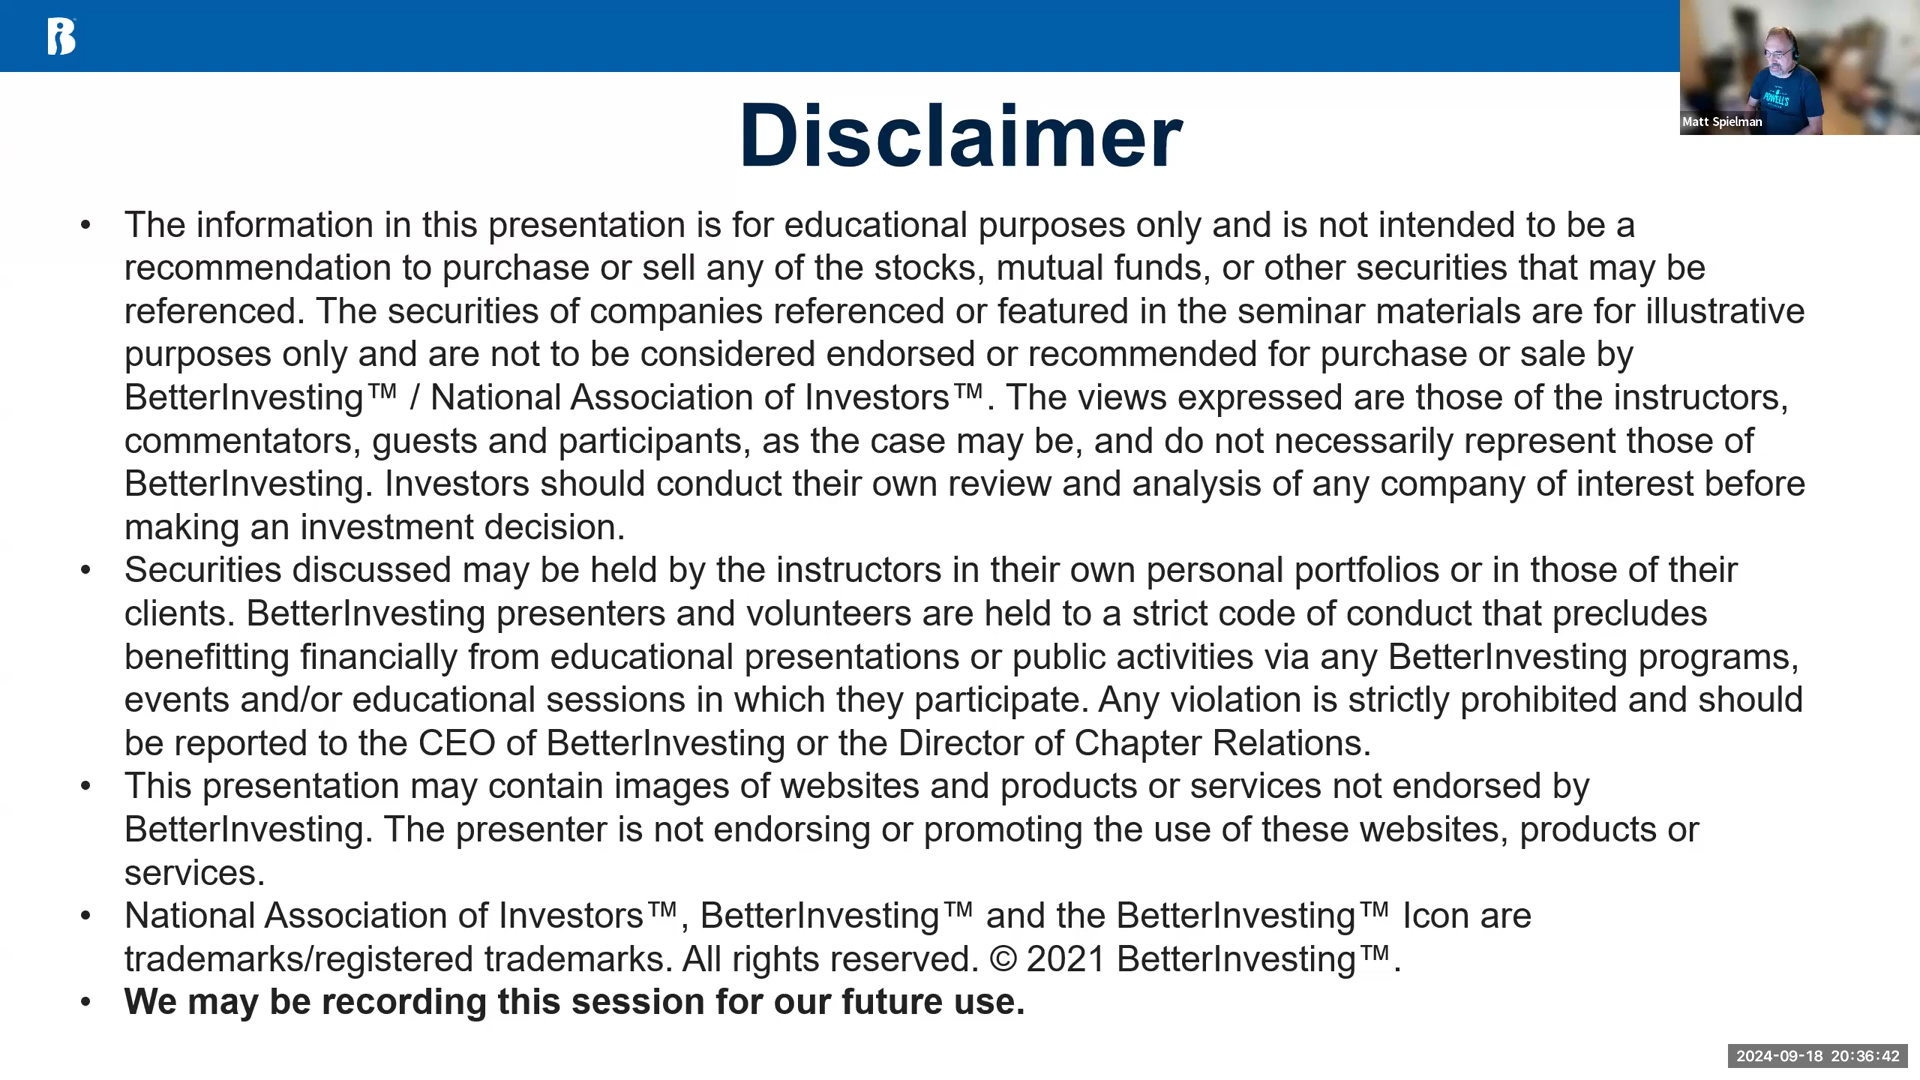 Disclaimer
POWELL'S
Matt Spielman
• The information in this presentation is for educational purposes only and is not intended to be a
recommendation to purchase or sell any of the stocks, mutual funds, or other securities that may be
referenced. The securities of companies referenced or featured in the seminar materials are for illustrative
purposes only and are not to be considered endorsed or recommended for purchase or sale by
BetterInvesting™ / National Association of Investors™. The views expressed are those of the instructors,
commentators, guests and participants, as the case may be, and do not necessarily represent those of
BetterInvesting. Investors should conduct their own review and analysis of any company of interest before
making an investment decision.
• Securities discussed may be held by the instructors in their own personal portfolios or in those of their
clients. BetterInvesting presenters and volunteers are held to a strict code of conduct that precludes
benefitting financially from educational presentations or public activities via any BetterInvesting programs,
events and/or educational sessions in which they participate. Any violation is strictly prohibited and should
be reported to the CEO of BetterInvesting or the Director of Chapter Relations.
• This presentation may contain images of websites and products or services not endorsed by
BetterInvesting. The presenter is not endorsing or promoting the use of these websites, products or
services.
• National Association of Investors™, BetterInvesting™ and the BetterInvesting™ Icon are
trademarks/registered trademarks. All rights reserved. © 2021 BetterInvesting™.
• We may be recording this session for our future use.
2024-09-18 20:36:42